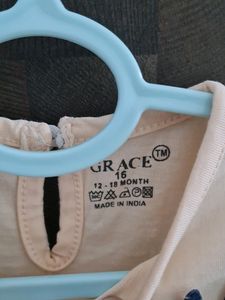 GRACE TM
16
12 - 18 MONTH
MADE IN INDIA